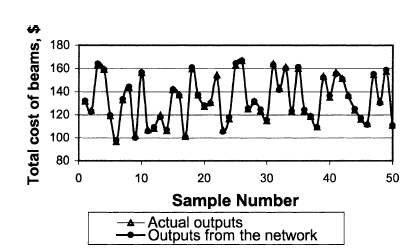 Total cost of beams, $
180
160
140
120
100
80
0 10 20 30 40 50
Sample Number
Actual outputs
Outputs from the network